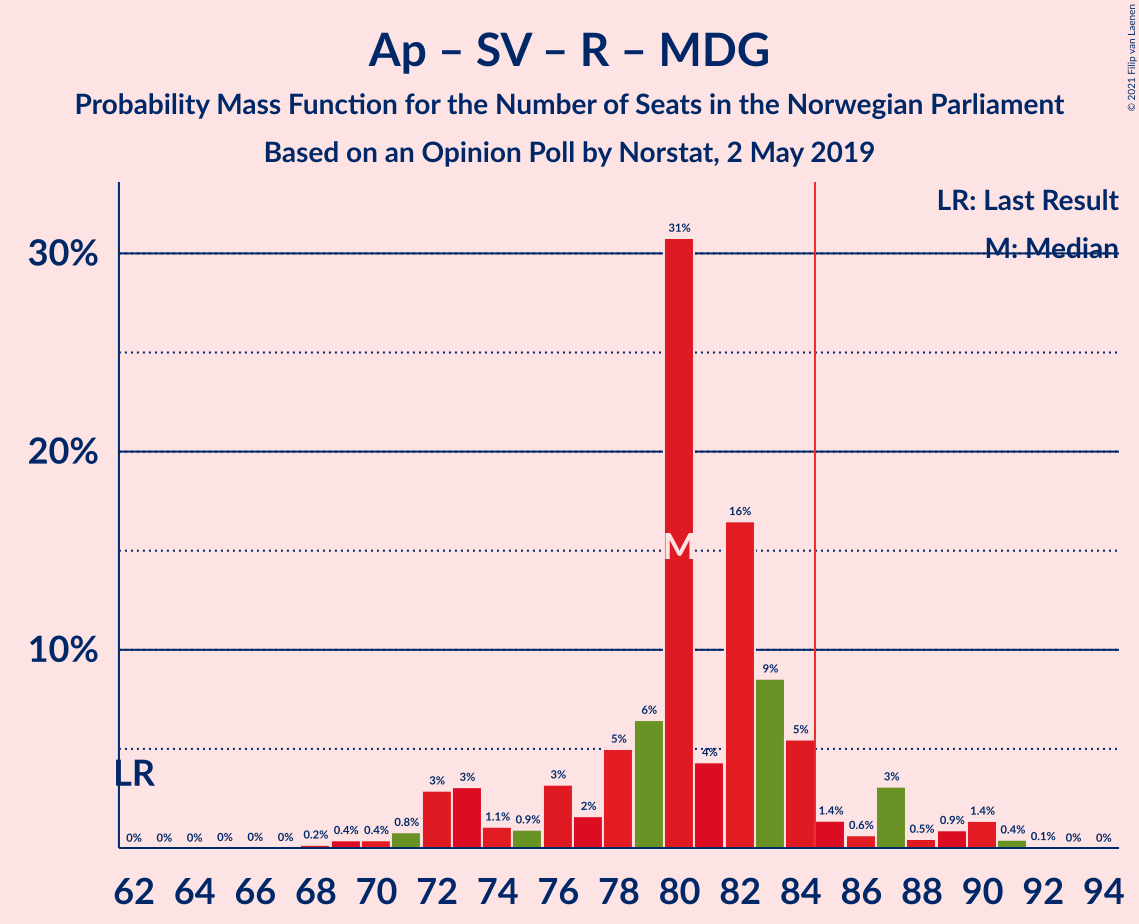 Ap – SV – R – MDG
Probability Mass Function for the Number of Seats in the Norwegian Parliament
Based on an Opinion Poll by Norstat, 2 May 2019
© 2021 Filip van Laenen
LR: Last Result
M: Median
30%
20%
10%
LR
M
0% 0% 0% 0% 0% 0% 0.2% 0.4% 0.4% 0.8% 3% 3% 1.1% 0.9% 3% 2% 5% 6% 31% 4% 16% 9% 5% 1.4% 0.6% 3% 0.5% 0.9% 1.4% 0.4% 0.1% 0% 0%
62 64 66 68 70 72 74 76 78 80 82 84 86 88 90 92 94